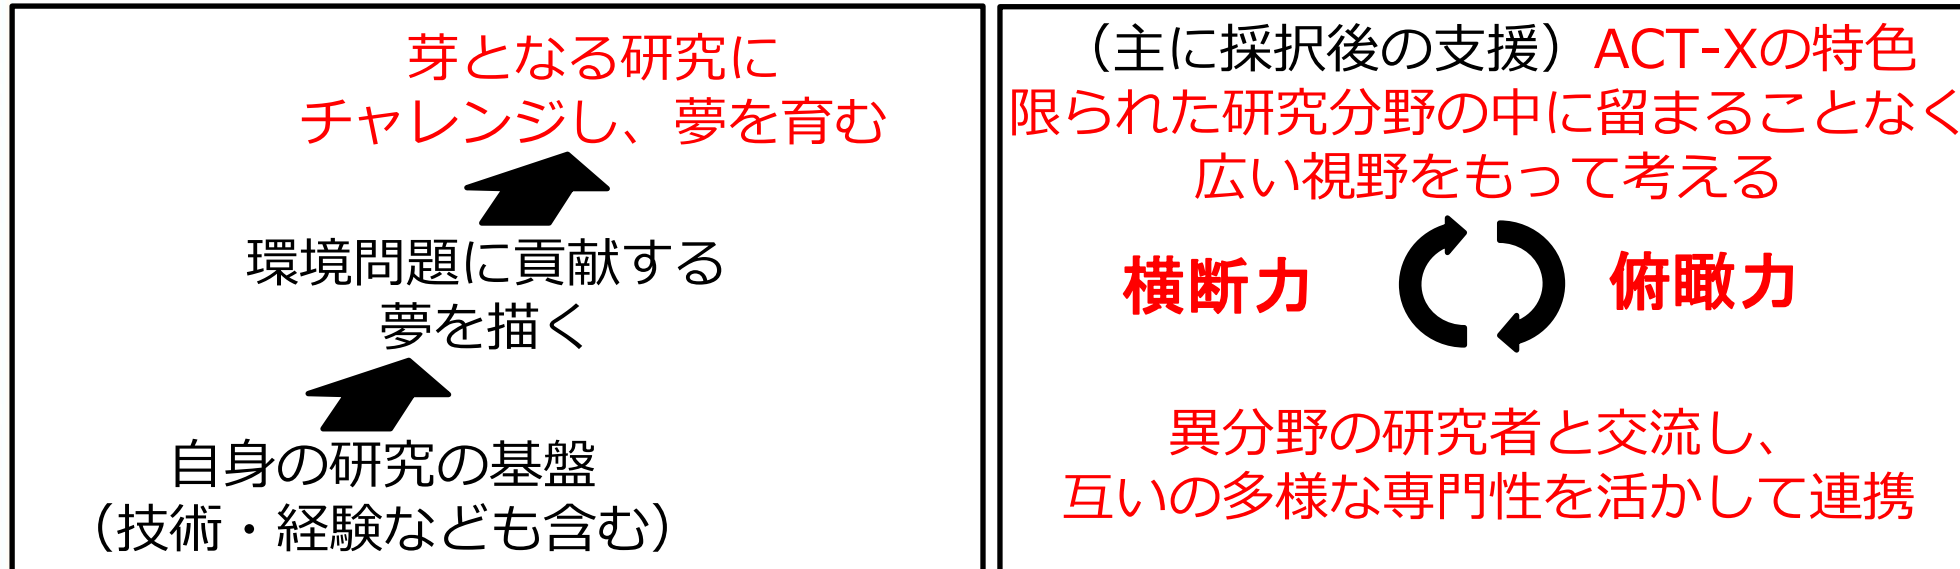 芽となる研究に
チャレンジし、夢を育む
環境問題に貢献する
夢を描く
自身の研究の基盤
（技術・経験なども含む）
（主に採択後の支援）ACT-Xの特色
限られた研究分野の中に留まることなく
広い視野をもって考える
横断力
俯瞰力
異分野の研究者と交流し、
互いの多様な専門性を活かして連携